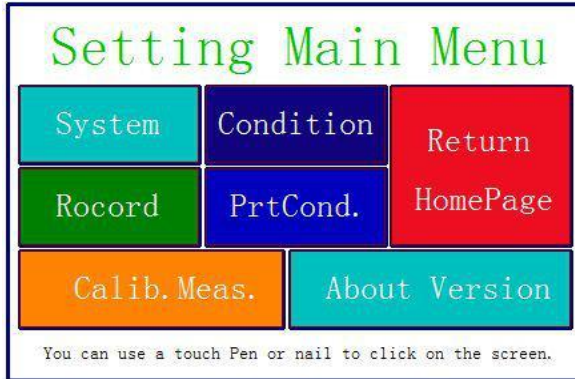 Setting Main Menu
System
Condition
Return
HomePage
Rocord
PrtCond.
Calib.Meas.
About Version
You can use a touch Pen or nail to click on the screen.